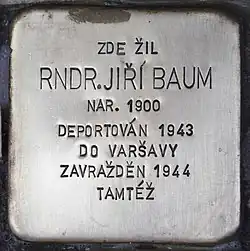 ZDE ŽIL
RNDR.JIŘÍ BAUM
NAR. 1900
DEPORTOVÁN 1943
DO VARŠAVY
ZAVRAŽDĚN 1944
TAMTÉŽ